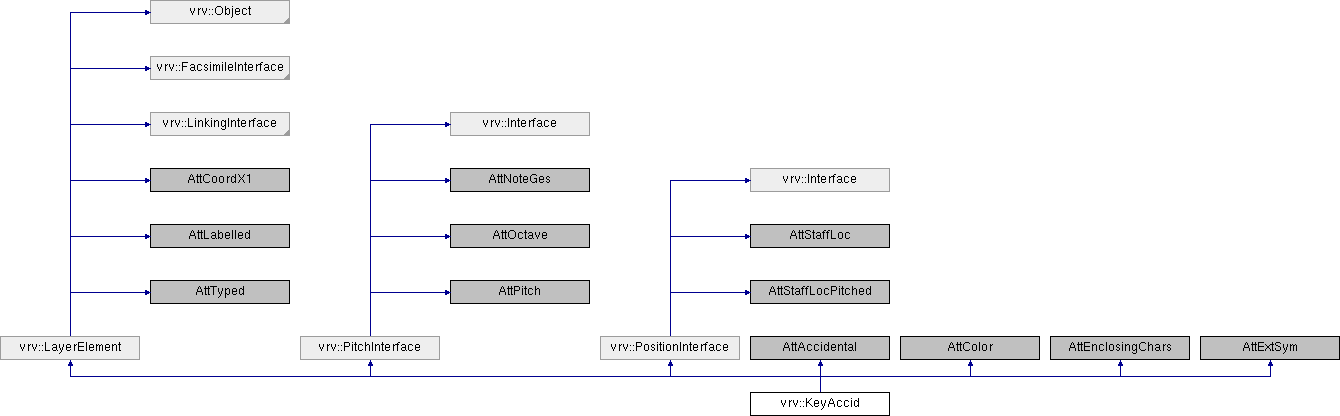 vrv::Object
vrv::FacsimileInterface
vrv::LinkingInterface
vrv::Interface
AttCoordX1
AttNoteGes
vrv::Interface
AttLabelled
AttOctave
AttStaffLoc
AttTyped
AttPitch
AttStaffLocPitched
vrv::LayerElement
vrv::PitchInterface
vrv::PositionInterface
AttAccidental
AttColor
AttEnclosingChars
AttExtSym
vrv::KeyAccid